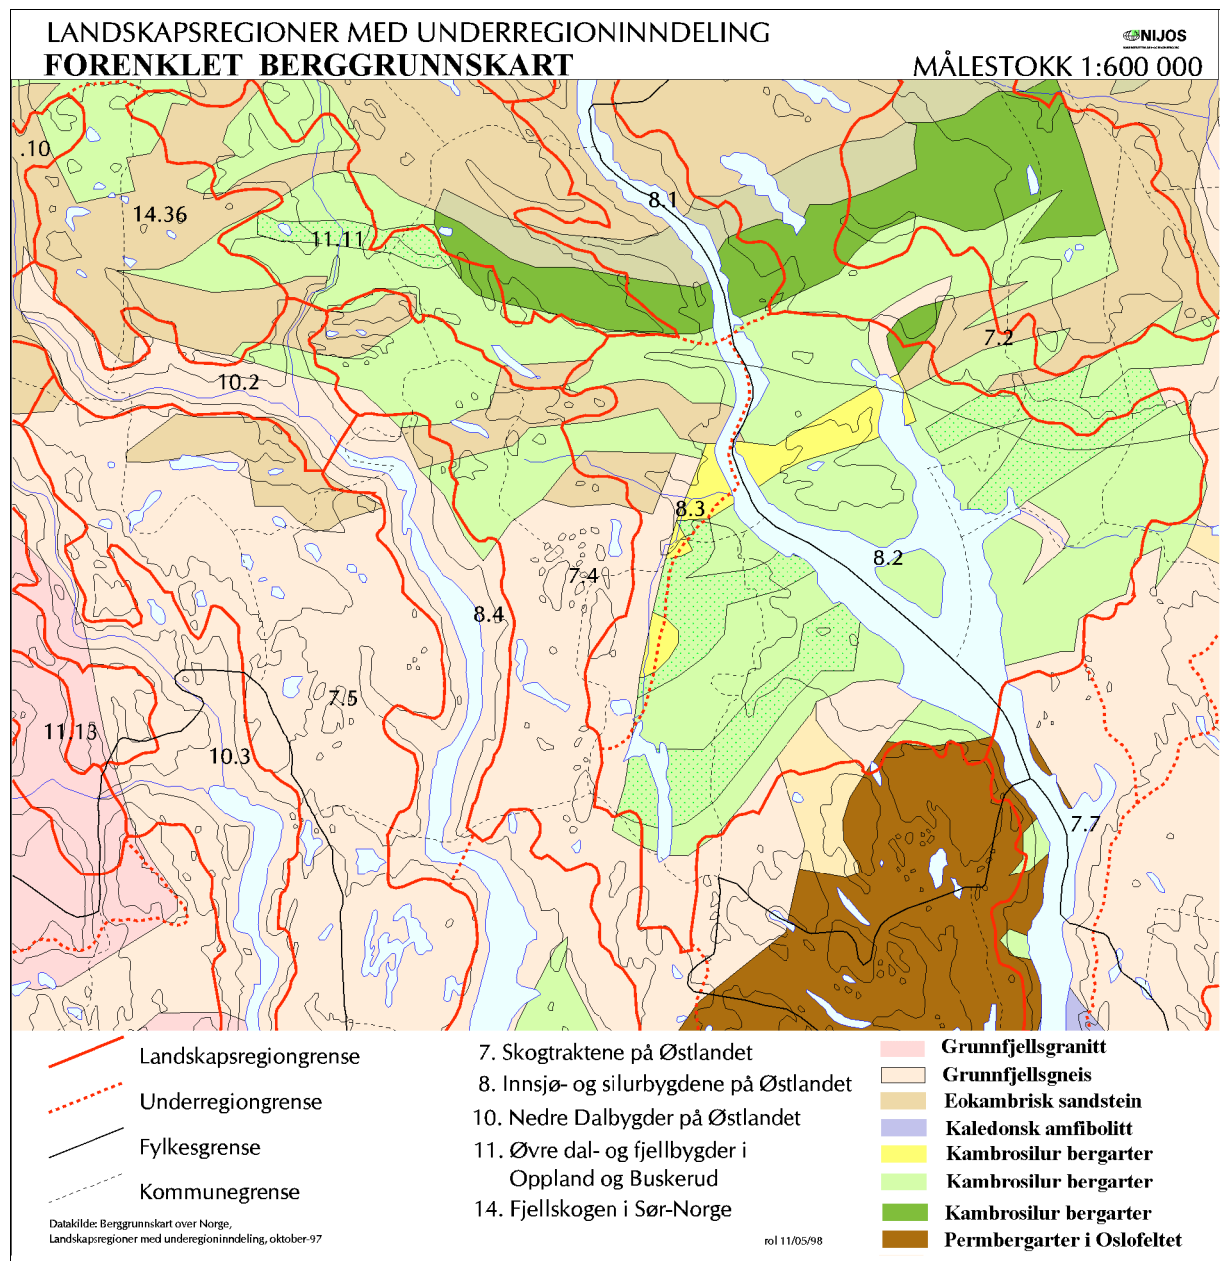 LANDSKAPSREGIONER MED UNDERREGIONINNDELING
FORENKLET BERGGRUNNSKART
NIJOS
MÅLESTOKK 1:600 000
.10
14.36
11.11
8.1
7.2
10.2
8.3
8.2
7.4
8.4
7.5
11.13
10.3
7.7
Landskapsregiongrense
Underregiongrense
Fylkesgrense
Kommunegrense
Datakilde: Berggrunnskart over Norge,
Landskapsregioner med underegioninndeling, oktober-97
7. Skogtraktene på Østlandet
8. Innsjø- og silurbygdene på Østlandet
10. Nedre Dalbygder på Østlandet
11. Øvre dal- og fjellbygder i
Oppland og Buskerud
14. Fjellskogen i Sør-Norge
rol 11/05/98
Grunnfjellsgranitt
Grunnfjellsgneis
Eokambrisk sandstein
Kaledonsk amfibolitt
Kambrosilur bergarter
Kambrosilur bergarter
Kambrosilur bergarter
Permbergarter i Oslofeltet